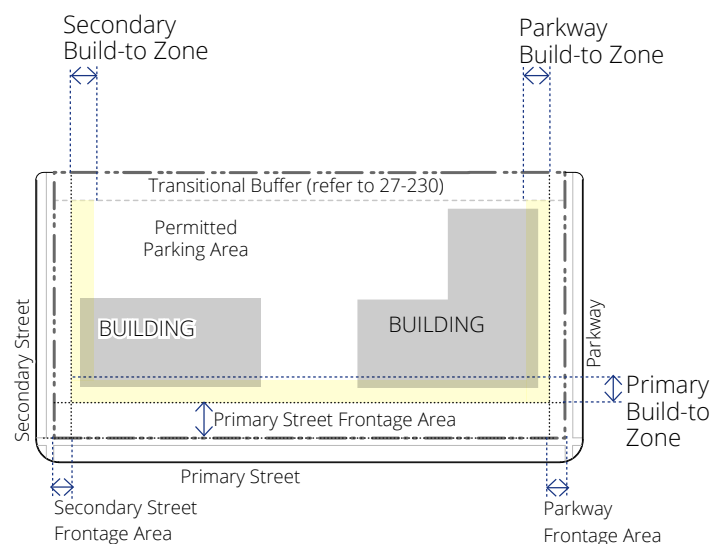 Secondary
Build-to Zone
Parkway
Build-to Zone
Transitional Buffer (refer to 27-230)
Permitted
Parking Area
BUILDING
BUILDING
Secondary Street
Parkway
Primary
Build-to
Zone
Primary Street Frontage Area
Primary Street
Secondary Street
Frontage Area
Parkway
Frontage Area